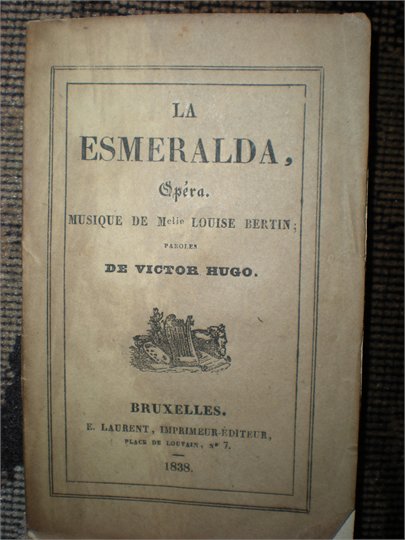 LA
ESMERALDA,
Opéra.
MUSIQUE DE Melle LOUISE BERTIN;
PAROLES
DE VICTOR HUGO.
BRUXELLES.
E. LAURENT, IMPRIMEUR-ÉDITEUR,
PLACE DE LOUVAIN, No 7.
1838.